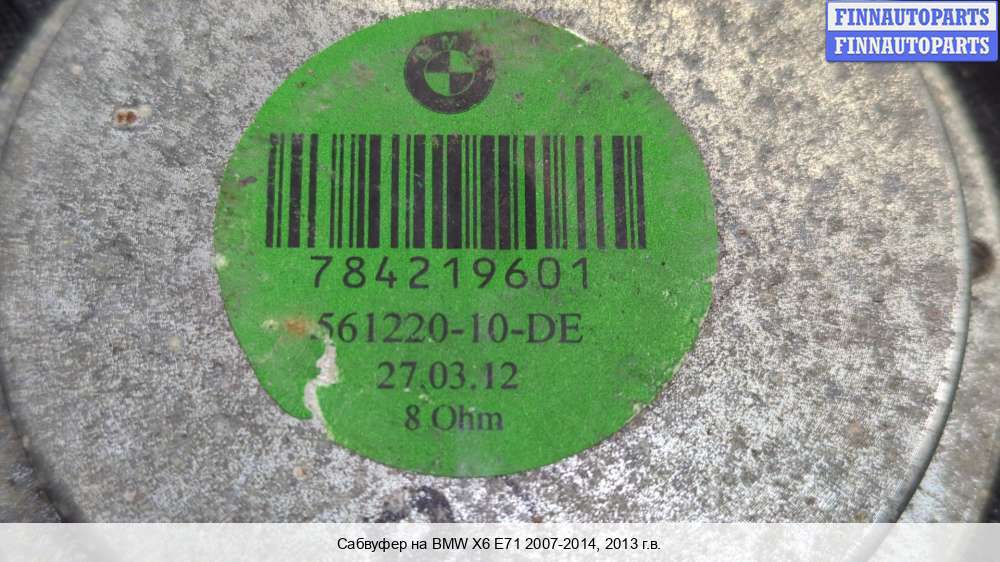 FINNAUTOPARTS
FINNAUTOPARTS
BMW
784219601
561220-10-DE
27.03.12
8 Ohm
Сабвуфер на BMW X6 E71 2007-2014, 2013 г.в.